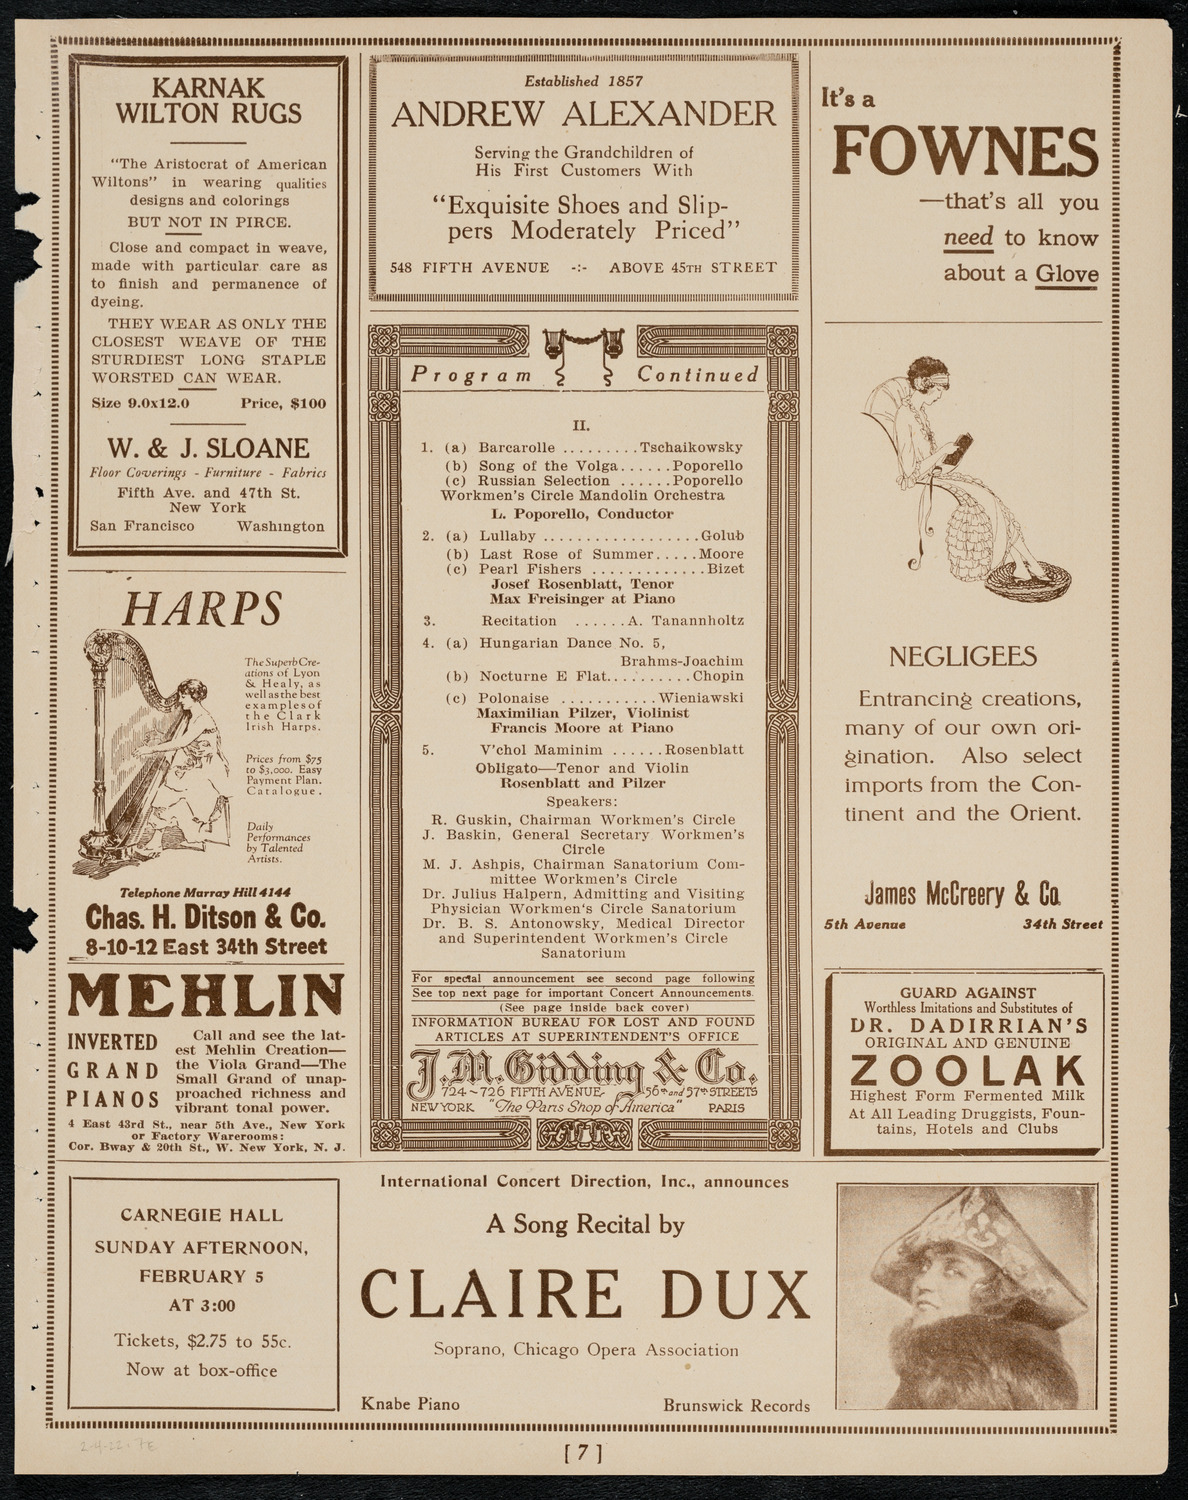 KARNAK
WILTON RUGS
"The Aristocrat of American
Wiltons" in wearing qualities
designs and colorings
BUT NOT IN PIRCE.
Close and compact in weave,
made with particular care as
to finish and permanence of
dyeing.
THEY WEAR AS ONLY THE
CLOSEST WEAVE OF THE
STURDIEST LONG STAPLE
WORSTED CAN WEAR.
Size 9.0x12.0 Price, $100
W. & J. SLOANE
Floor Coverings - Furniture - Fabrics
Fifth Ave. and 47th St.
New York
San Francisco Washington
HARPS
The Superb Cre-
ations of Lyon
& Healy, as
well as the best
examples of
the Clark
Irish Harps.
Prices from $75
to $3,000. Easy
Payment Plan.
Catalogue.
Daily
Performances
by Talented
Artists.
Telephone Murray Hill 4144
Chas. H. Ditson & Co.
8-10-12 East 34th Street
MEHLIN
INVERTED
GRAND
PIANOS
Call and see the lat-
est Mehlin Creation—
the Viola Grand—The
Small Grand of unap-
proached richness and
vibrant tonal power.
4 East 43rd St., near 5th Ave., New York
or Factory Warerooms:
Cor. Bway & 20th St., W. New York, N. J.
Established 1857
ANDREW ALEXANDER
Serving the Grandchildren of
His First Customers With
"Exquisite Shoes and Slip-
pers Moderately Priced"
548 FIFTH AVENUE -:- ABOVE 45TH STREET
Program Continued
II.
1. (a) Barcarolle .........Tschaikowsky
(b) Song of the Volga......Poporello
(c) Russian Selection ......Poporello
Workmen's Circle Mandolin Orchestra
L. Poporello, Conductor
2. (a) Lullaby ..................Golub
(b) Last Rose of Summer.....Moore
(c) Pearl Fishers .............Bizet
Josef Rosenblatt, Tenor
Max Freisinger at Piano
3. Recitation ......A. Tanannholtz
4. (a) Hungarian Dance No. 5,
Brahms-Joachim
(b) Nocturne E Flat..........Chopin
(c) Polonaise ...........Wieniawski
Maximilian Pilzer, Violinist
Francis Moore at Piano
5. V'chol Maminim ......Rosenblatt
Obligato—Tenor and Violin
Rosenblatt and Pilzer
Speakers:
R. Guskin, Chairman Workmen's Circle
J. Baskin, General Secretary Workmen's
Circle
M. J. Ashpis, Chairman Sanatorium Com-
mittee Workmen's Circle
Dr. Julius Halpern, Admitting and Visiting
Physician Workmen's Circle Sanatorium
Dr. B. S. Antonowsky, Medical Director
and Superintendent Workmen's Circle
Sanatorium
For special announcement see second page following
See top next page for important Concert Announcements.
(See page inside back cover)
INFORMATION BUREAU FOR LOST AND FOUND
ARTICLES AT SUPERINTENDENT'S OFFICE
J.M. Gidding & Co.
724~726 FIFTH AVENUE 56th and 57th STREETS
NEW YORK "The Paris Shop of America" PARIS
It's a
FOWNES
—that's all you
need to know
about a Glove
NEGLIGEES
Entrancing creations,
many of our own ori-
gination. Also select
imports from the Con-
tinent and the Orient.
James McCreery & Co.
5th Avenue 34th Street
GUARD AGAINST
Worthless Imitations and Substitutes of
DR. DADIRRIAN'S
ORIGINAL AND GENUINE
ZOOLAK
Highest Form Fermented Milk
At All Leading Druggists, Foun-
tains, Hotels and Clubs
CARNEGIE HALL
SUNDAY AFTERNOON,
FEBRUARY 5
AT 3:00
Tickets, $2.75 to 55c.
Now at box-office
International Concert Direction, Inc., announces
A Song Recital by
CLAIRE DUX
Soprano, Chicago Opera Association
Knabe Piano Brunswick Records
2-4-22-7E
[ 7 ]